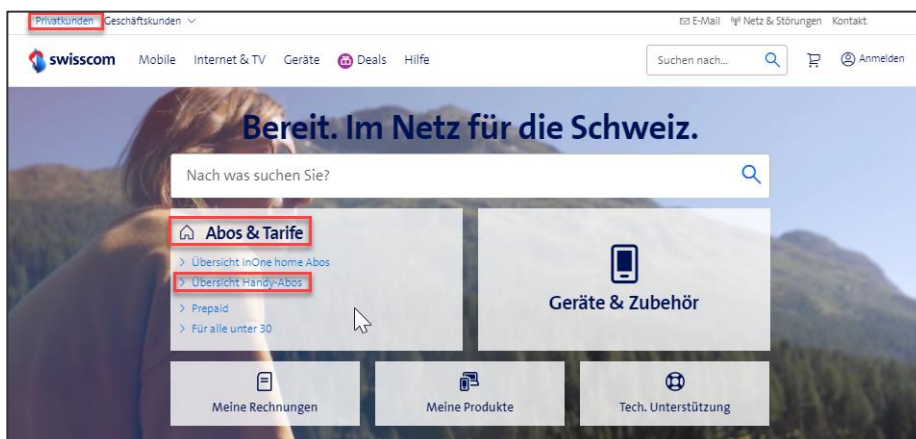 Privatkunden Geschäftskunden E-Mail Netz & Störungen Kontakt
swisscom Mobile Internet & TV Geräte Deals Hilfe Suchen nach... Anmelden
Bereit. Im Netz für die Schweiz.
Nach was suchen Sie?
Abos & Tarife
> Übersicht inOne home Abos
> Übersicht Handy-Abos
> Prepaid
> Für alle unter 30
Geräte & Zubehör
Meine Rechnungen
Meine Produkte
Tech. Unterstützung